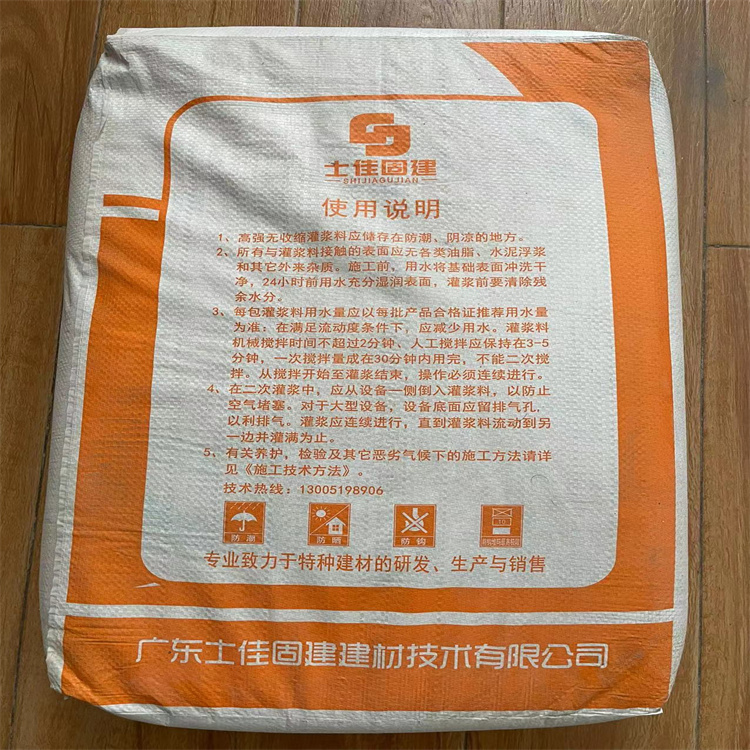 士佳固建
SHIJIAGUJIAN
使用说明
1、高强无收缩灌浆料应储存在防潮、阴凉的地方。
2、所有与灌浆料接触的表面应无各类油脂、水泥浮浆
和其它外来杂质。施工前，用水将基础表面冲洗干
净，24小时前用水充分湿润表面，灌浆前要清除残
余水分。
3、每包灌浆料用水量应以每批产品合格证推荐用水量
为准：在满足流动度条件下，应减少用水。灌浆料
机械搅拌时间不超过2分钟、人工搅拌应保持在3-5
分钟，一次搅拌量成在30分钟内用完，不能二次搅
拌。从搅拌开始至灌浆结束，操作必须连续进行。
4、在二次灌浆中，应从设备一侧倒入灌浆料，以防止
空气堵塞。对于大型设备，设备底面应留排气孔，
以利排气。灌浆应连续进行，直到灌浆料流动到另
一边并灌满为止。
5、有关养护，检验及其它恶劣气候下的施工方法请详
见《施工技术方法》。
技术热线：13005198906
防潮 防晒 防钩
专业致力于特种建材的研发、生产与销售
广东士佳固建建材技术有限公司